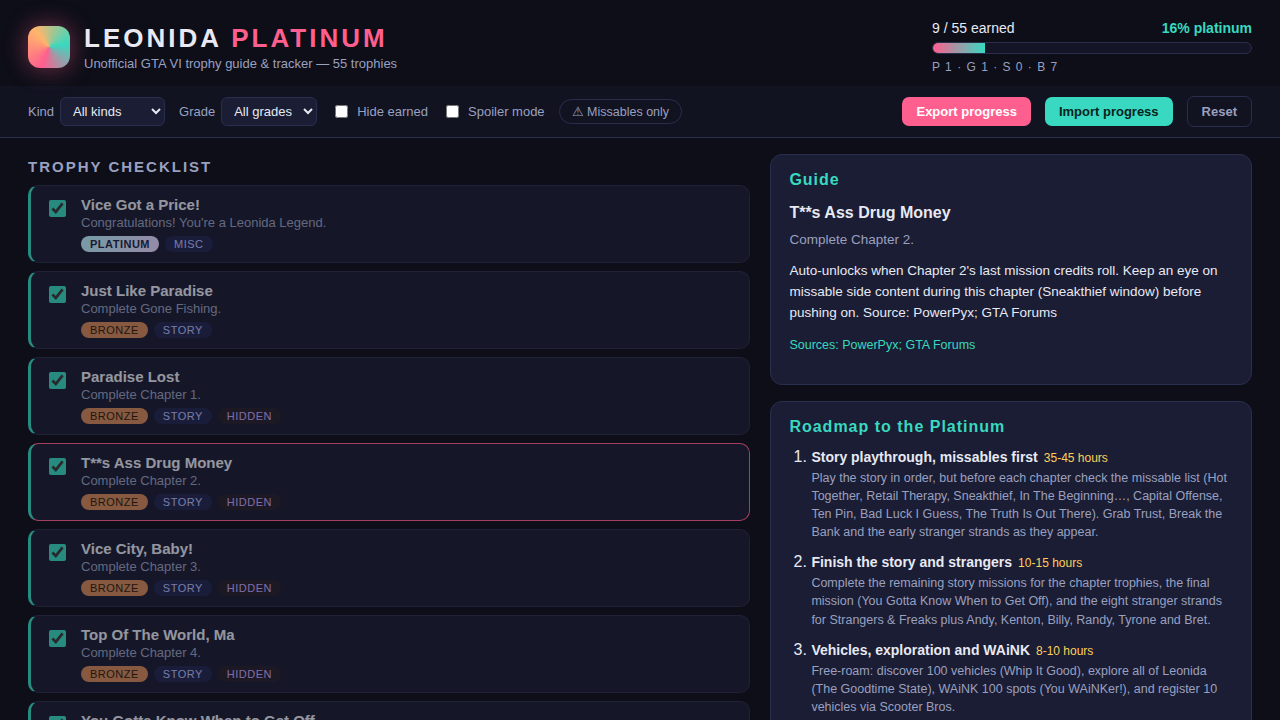 LEONIDA PLATINUM
Unofficial GTA VI trophy guide & tracker — 55 trophies
9 / 55 earned
16% platinum
P 1 · G 1 · S 0 · B 7
Kind
All kinds
Grade
All grades
Hide earned
Spoiler mode
⚠ Missables only
Export progress
Import progress
Reset
TROPHY CHECKLIST
Vice Got a Price!
Congratulations! You're a Leonida Legend.
PLATINUM MISC
Just Like Paradise
Complete Gone Fishing.
BRONZE STORY
Paradise Lost
Complete Chapter 1.
BRONZE STORY HIDDEN
T**s Ass Drug Money
Complete Chapter 2.
BRONZE STORY HIDDEN
Vice City, Baby!
Complete Chapter 3.
BRONZE STORY HIDDEN
Top Of The World, Ma
Complete Chapter 4.
BRONZE STORY HIDDEN
You Gotta Know When to Get Off
Guide
T**s Ass Drug Money
Complete Chapter 2.
Auto-unlocks when Chapter 2's last mission credits roll. Keep an eye on
missable side content during this chapter (Sneakthief window) before
pushing on. Source: PowerPyx; GTA Forums
Sources: PowerPyx; GTA Forums
Roadmap to the Platinum
1. Story playthrough, missables first 35-45 hours
Play the story in order, but before each chapter check the missable list (Hot
Together, Retail Therapy, Sneakthief, In The Beginning…, Capital Offense,
Ten Pin, Bad Luck I Guess, The Truth Is Out There). Grab Trust, Break the
Bank and the early stranger strands as they appear.
2. Finish the story and strangers 10-15 hours
Complete the remaining story missions for the chapter trophies, the final
mission (You Gotta Know When to Get Off), and the eight stranger strands
for Strangers & Freaks plus Andy, Kenton, Billy, Randy, Tyrone and Bret.
3. Vehicles, exploration and WAiNK 8-10 hours
Free-roam: discover 100 vehicles (Whip It Good), explore all of Leonida
(The Goodtime State), WAiNK 100 spots (You WAiNKer!), and register 10
vehicles via Scooter Bros.